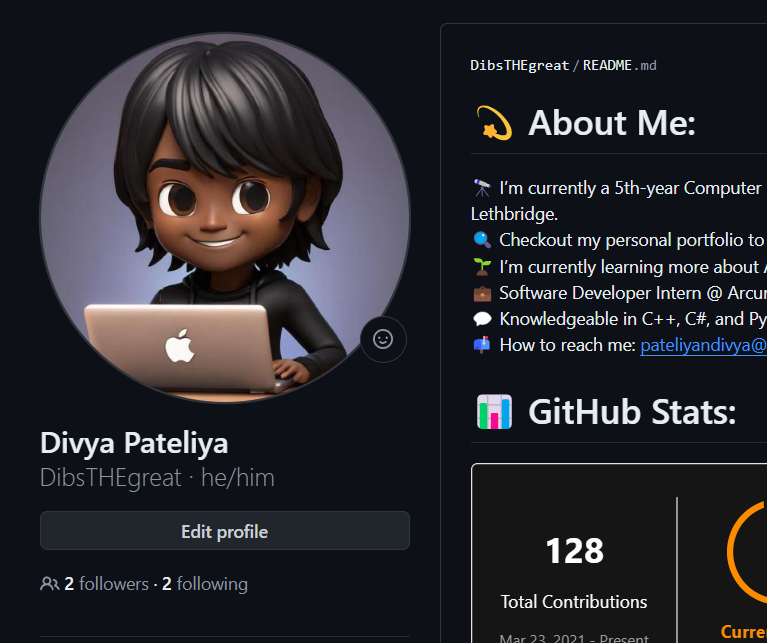 Divya Pateliya
DibsTHEgreat · he/him
Edit profile
2 followers · 2 following
DibsTHEgreat / README.md
About Me:
I'm currently a 5th-year Computer
Lethbridge.
Checkout my personal portfolio to
I'm currently learning more about
Software Developer Intern @ Arcur
Knowledgeable in C++, C#, and Py
How to reach me: pateliyandivya@
GitHub Stats:
128
Total Contributions
Mar 23, 2021 - Present
Curre